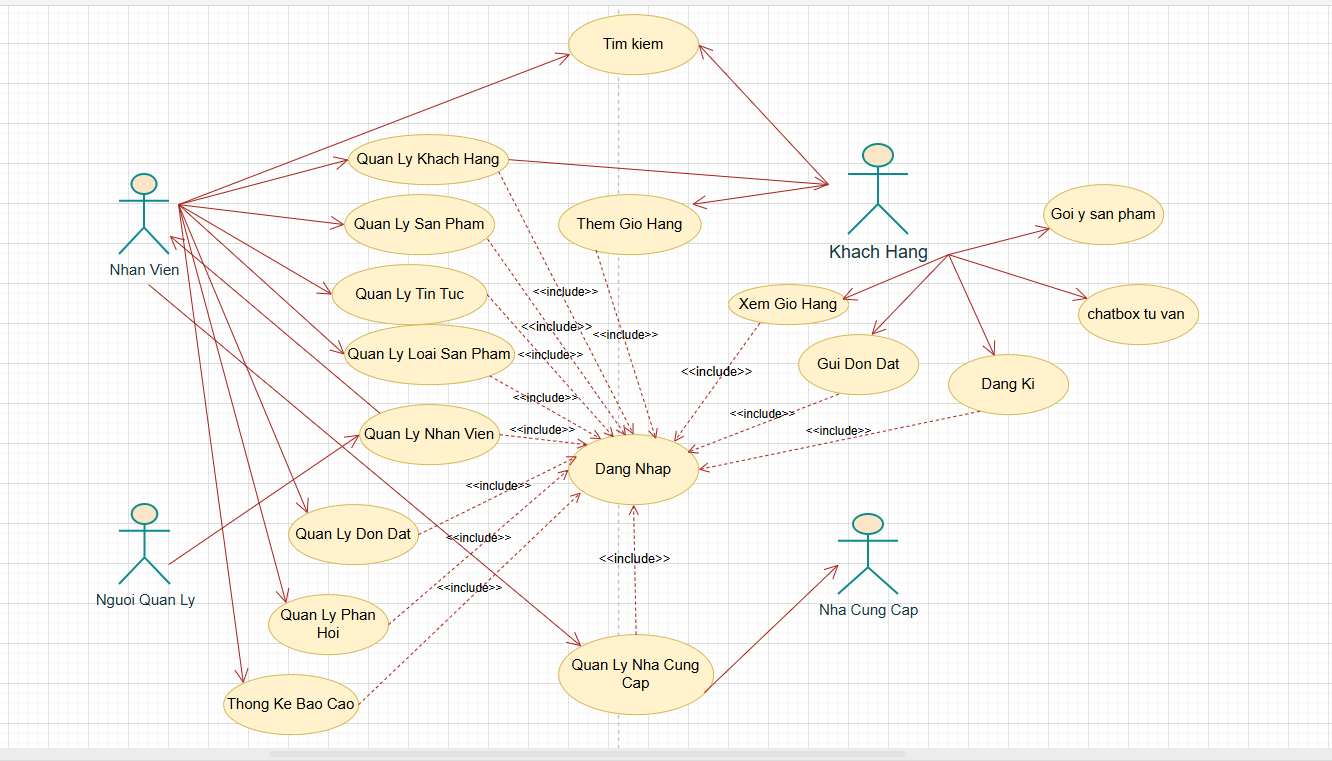 Tim kiem
Quan Ly Khach Hang
Quan Ly San Pham
Them Gio Hang
Goi y san pham
Khach Hang
Nhan Vien
Quan Ly Tin Tuc
<<include>>
Xem Gio Hang
chatbox tu van
<<include>>
<<include>>
Quan Ly Loai San Pham
<<include>>
Gui Don Dat
<<include>>
Dang Ki
<<include>>
<<include>>
Quan Ly Nhan Vien
<<include>>
<<include>>
Dang Nhap
<<include>>
Quan Ly Don Dat
<<include>>
<<include>>
<<include>>
Nguoi Quan Ly
Nha Cung Cap
Quan Ly Phan
Hoi
Quan Ly Nha Cung
Cap
Thong Ke Bao Cao